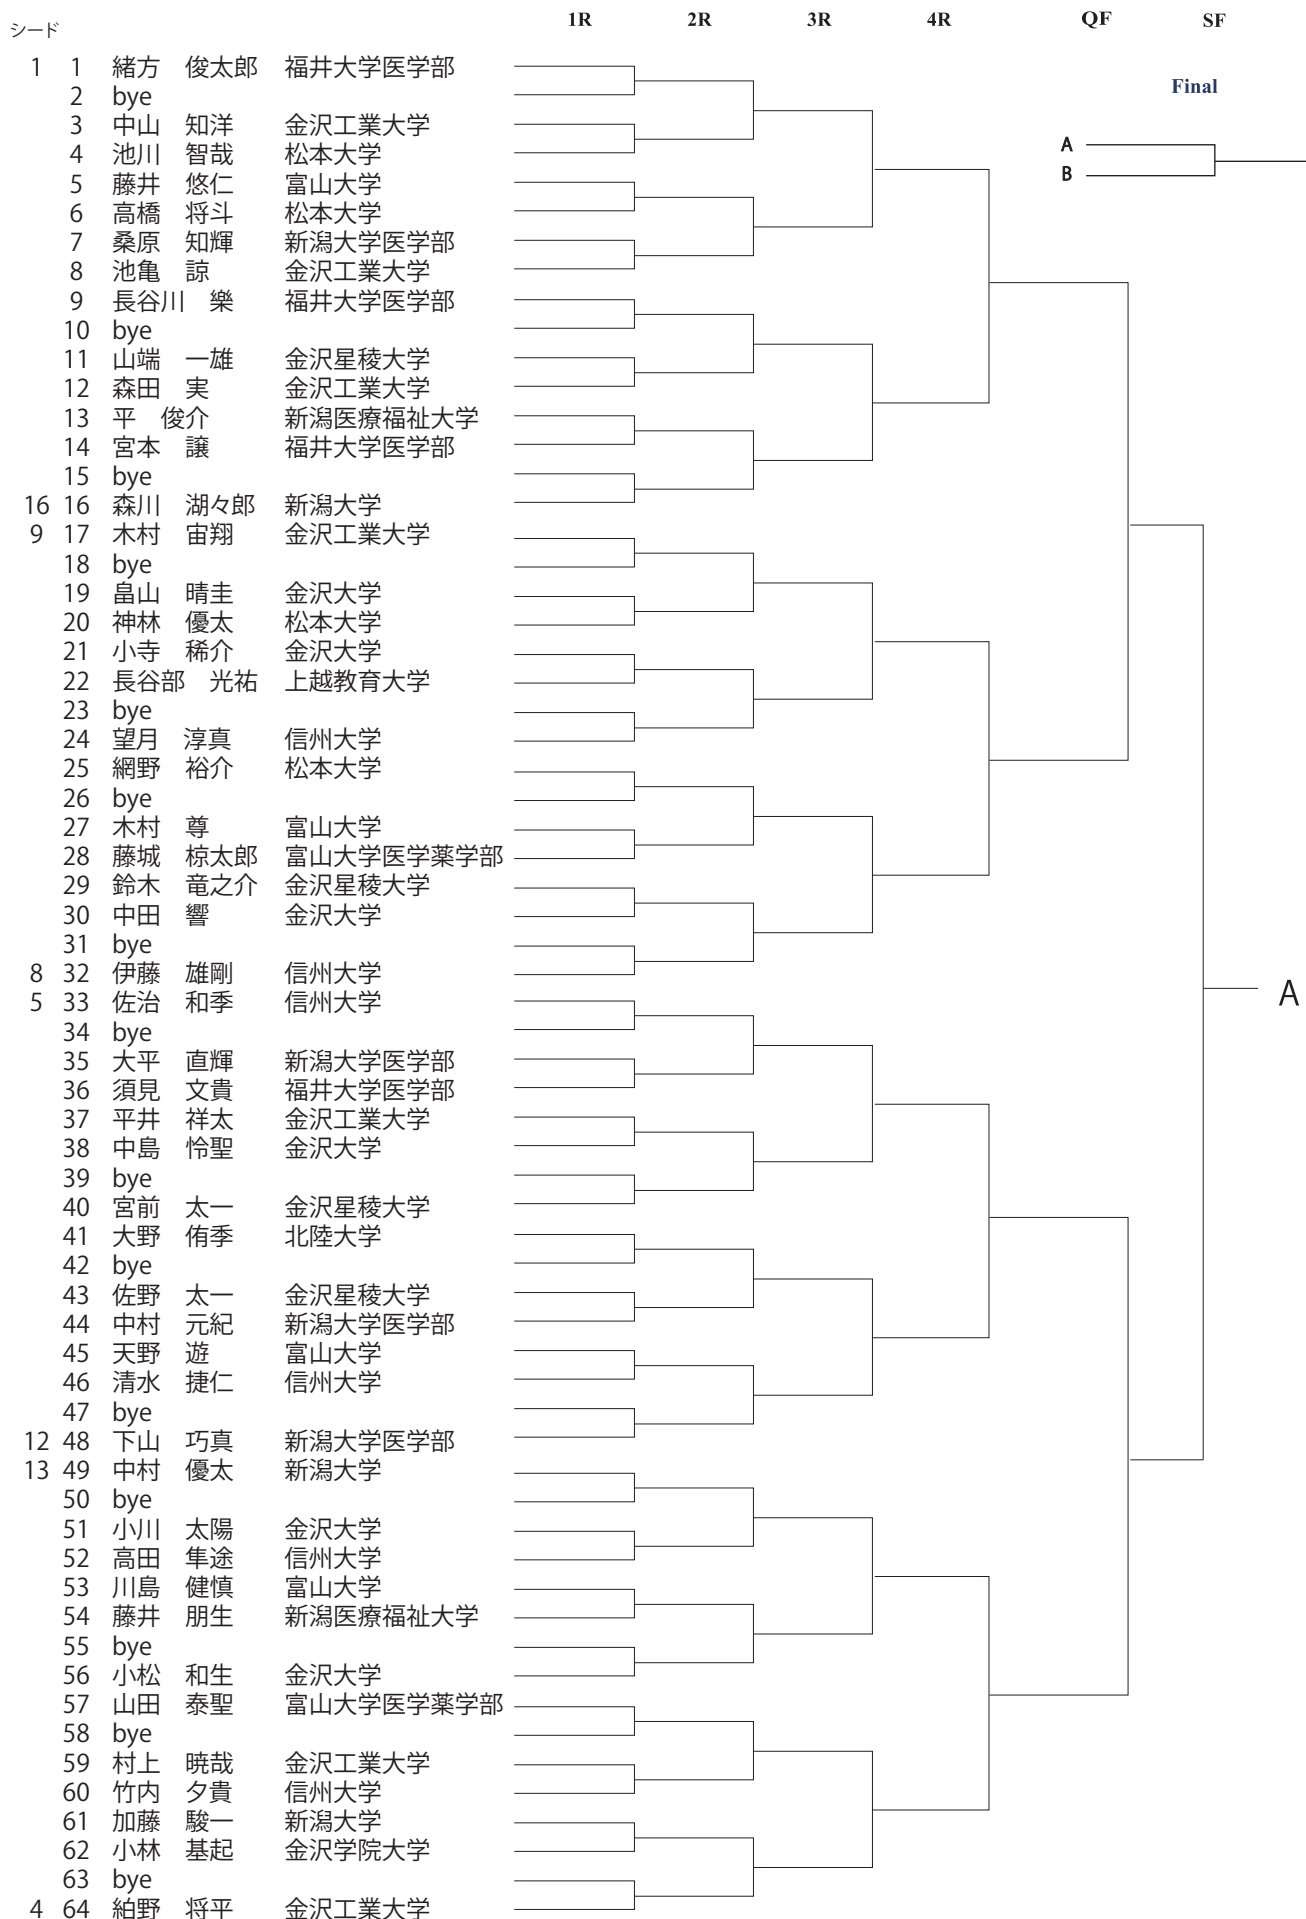 シード 1R 2R 3R 4R QF SF
Final
A
B
1 1 緒方 俊太郎 福井大学医学部
2 bye
3 中山 知洋 金沢工業大学
4 池川 智哉 松本大学
5 藤井 悠仁 富山大学
6 高橋 将斗 松本大学
7 桑原 知輝 新潟大学医学部
8 池亀 諒 金沢工業大学
9 長谷川 樂 福井大学医学部
10 bye
11 山端 一雄 金沢星稜大学
12 森田 実 金沢工業大学
13 平 俊介 新潟医療福祉大学
14 宮本 譲 福井大学医学部
15 bye
16 16 森川 湖々郎 新潟大学
9 17 木村 宙翔 金沢工業大学
18 bye
19 畠山 晴圭 金沢大学
20 神林 優太 松本大学
21 小寺 稀介 金沢大学
22 長谷部 光祐 上越教育大学
23 bye
24 望月 淳真 信州大学
25 網野 裕介 松本大学
26 bye
27 木村 尊 富山大学
28 藤城 椋太郎 富山大学医学薬学部
29 鈴木 竜之介 金沢星稜大学
30 中田 響 金沢大学
31 bye
8 32 伊藤 雄剛 信州大学
5 33 佐治 和季 信州大学
34 bye
35 大平 直輝 新潟大学医学部
36 須見 文貴 福井大学医学部
37 平井 祥太 金沢工業大学
38 中島 怜聖 金沢大学
39 bye
40 宮前 太一 金沢星稜大学
41 大野 侑季 北陸大学
42 bye
43 佐野 太一 金沢星稜大学
44 中村 元紀 新潟大学医学部
45 天野 遊 富山大学
46 清水 捷仁 信州大学
47 bye
12 48 下山 巧真 新潟大学医学部
13 49 中村 優太 新潟大学
50 bye
51 小川 太陽 金沢大学
52 高田 隼途 信州大学
53 川島 健慎 富山大学
54 藤井 朋生 新潟医療福祉大学
55 bye
56 小松 和生 金沢大学
57 山田 泰聖 富山大学医学薬学部
58 bye
59 村上 暁哉 金沢工業大学
60 竹内 夕貴 信州大学
61 加藤 駿一 新潟大学
62 小林 基起 金沢学院大学
63 bye
4 64 絈野 将平 金沢工業大学
A